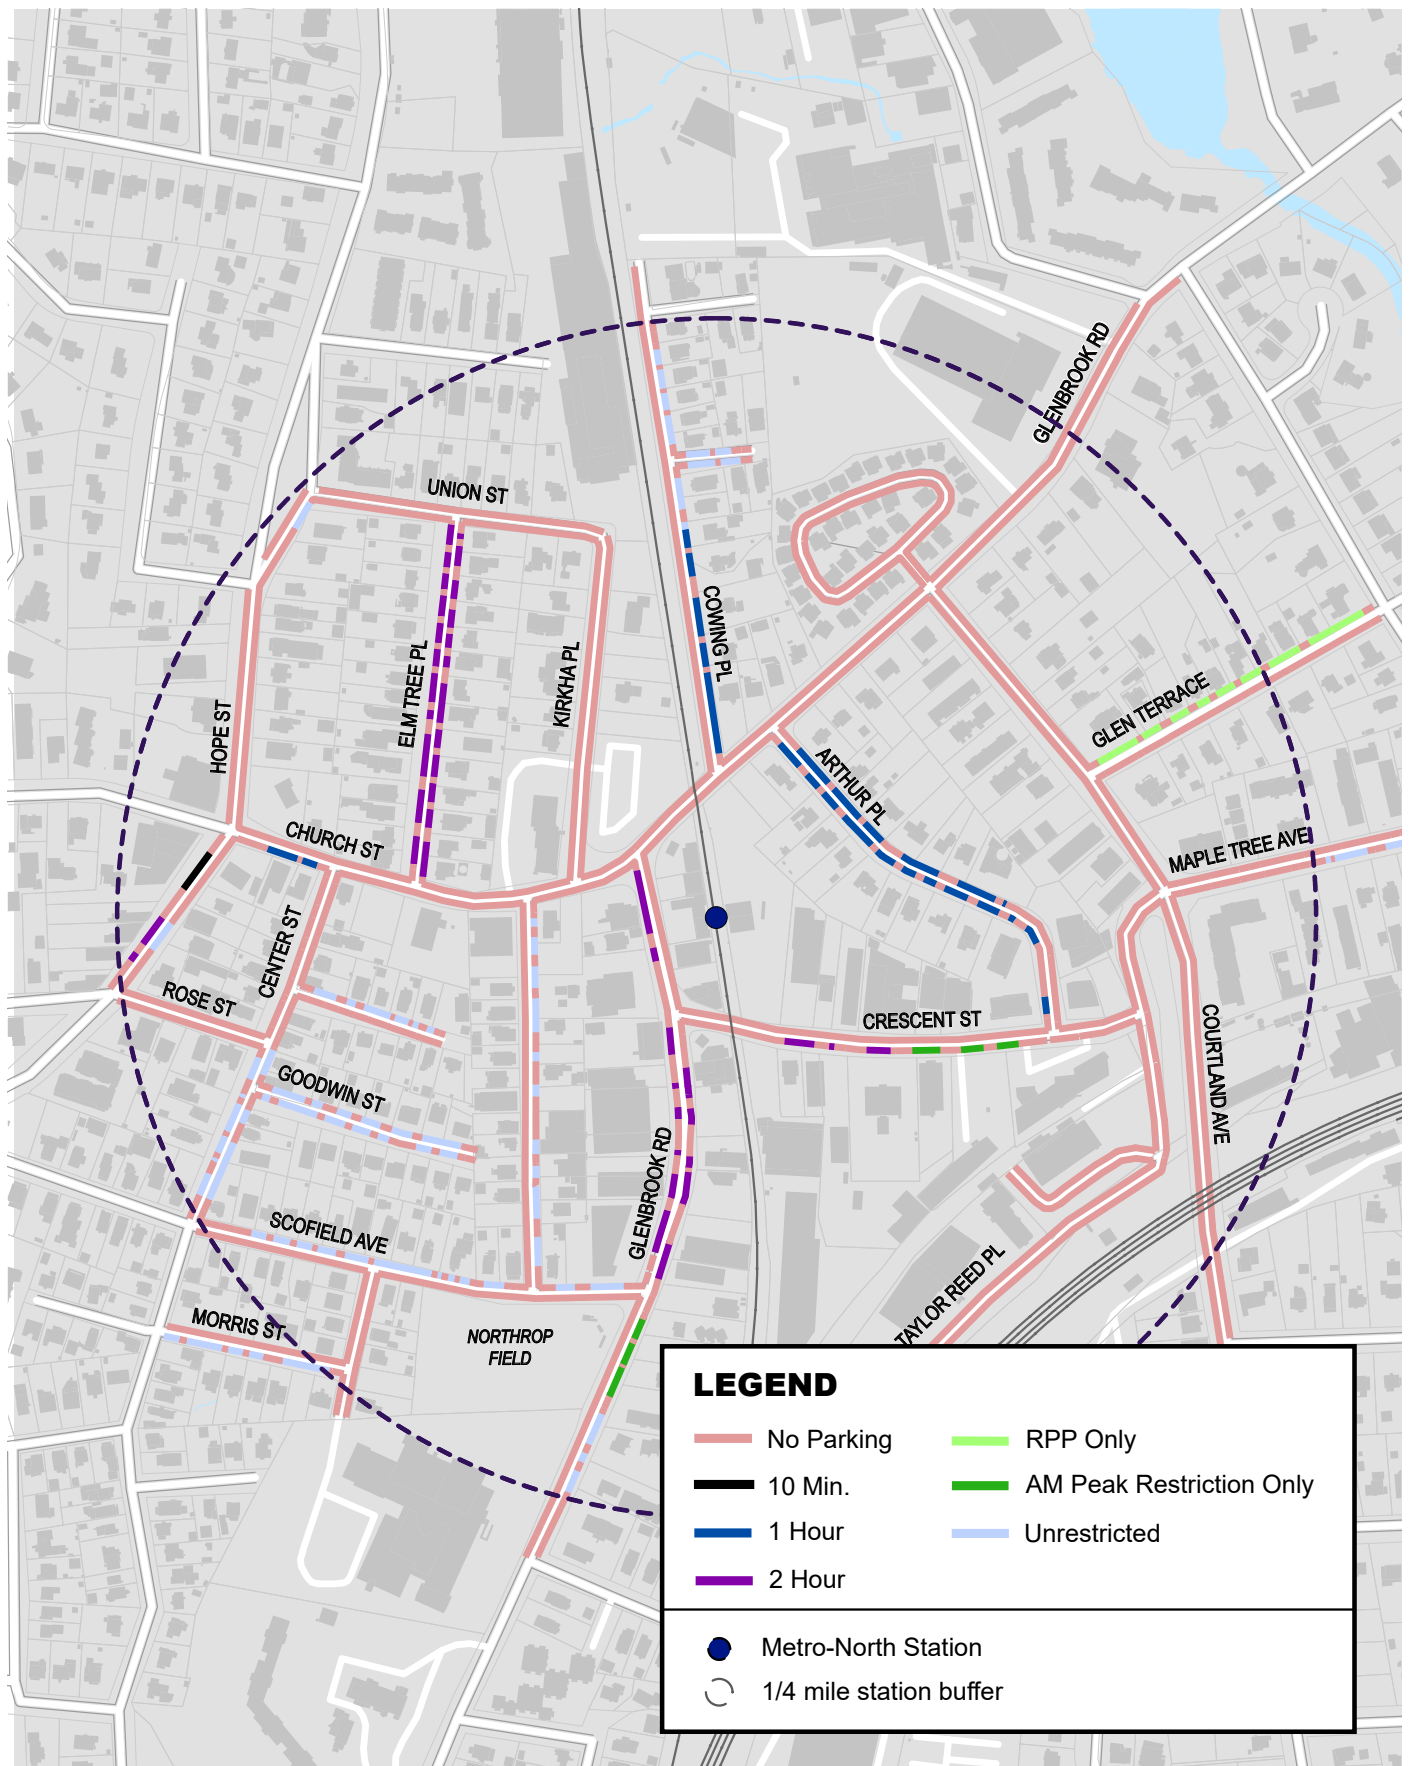 GLENBROOK RD
UNION ST
COWING PL
ELM TREE PL
KIRKHA PL
GLEN TERRACE
HOPE ST
ARTHUR PL
CHURCH ST
MAPLE TREE AVE
CENTER ST
ROSE ST
CRESCENT ST
COURTLAND AVE
GOODWIN ST
GLENBROOK RD
SCOFIELD AVE
TAYLOR REED PL
MORRIS ST
NORTHROP
FIELD
LEGEND
No Parking
10 Min.
1 Hour
2 Hour
RPP Only
AM Peak Restriction Only
Unrestricted
Metro-North Station
1/4 mile station buffer